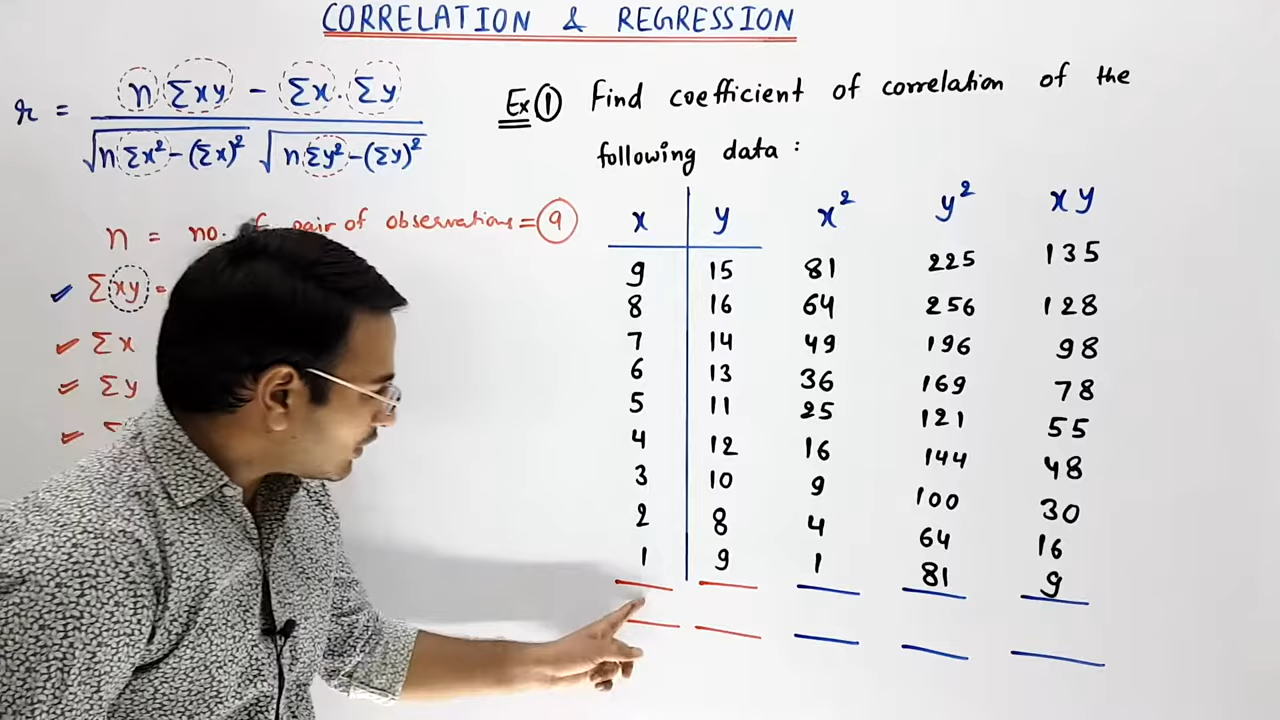 CORRELATION & REGRESSION
r = n Σxy - Σx. Σy
√nΣx²-(Σx)² √nΣy²-(Σy)²
n = no. pair of observations = 9
✓ Σxy =
✓ Σx
✓ Σy
✓
Ex ① Find coefficient of correlation of the
following data :
x y x² y² xy
9 15 81 225 135
8 16 64 256 128
7 14 49 196 98
6 13 36 169 78
5 11 25 121 55
4 12 16 144 48
3 10 9 100 30
2 8 4 64 16
1 9 1 81 9